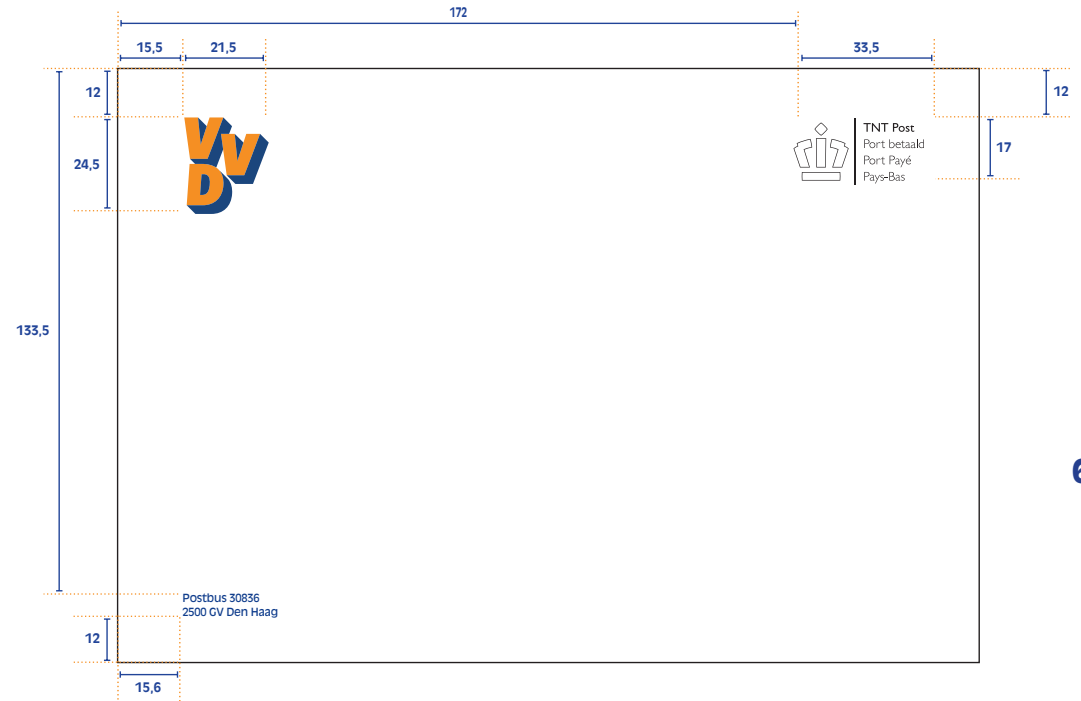 172
15,5
21,5
33,5
12
12
VVD
24,5
TNT Post
Port betaald
Port Payé
Pays-Bas
17
133,5
6
Postbus 30836
2500 GV Den Haag
12
15,6